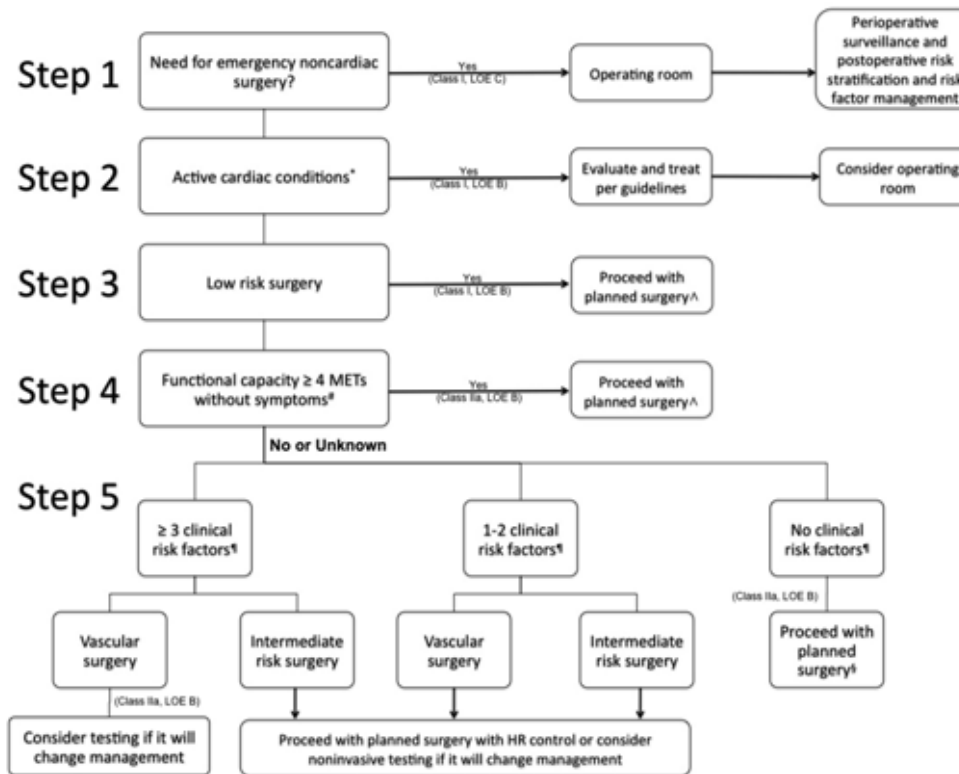 Step 1
Need for emergency noncardiac
surgery?
Yes
(Class I, LOE C)
Operating room
Perioperative
surveillance and
postoperative risk
stratification and risk
factor management
Step 2
Active cardiac conditions*
Yes
(Class I, LOE B)
Evaluate and treat
per guidelines
Consider operating
room
Step 3
Low risk surgery
Yes
(Class I, LOE B)
Proceed with
planned surgery^
Step 4
Functional capacity ≥ 4 METs
without symptoms#
Yes
(Class IIa, LOE B)
Proceed with
planned surgery^
No or Unknown
Step 5
≥ 3 clinical
risk factors¶
1-2 clinical
risk factors¶
No clinical
risk factors¶
(Class IIa, LOE B)
Vascular
surgery
Intermediate
risk surgery
Vascular
surgery
Intermediate
risk surgery
Proceed with
planned
surgery§
(Class IIa, LOE B)
Consider testing if it will
change management
Proceed with planned surgery with HR control or consider
noninvasive testing if it will change management